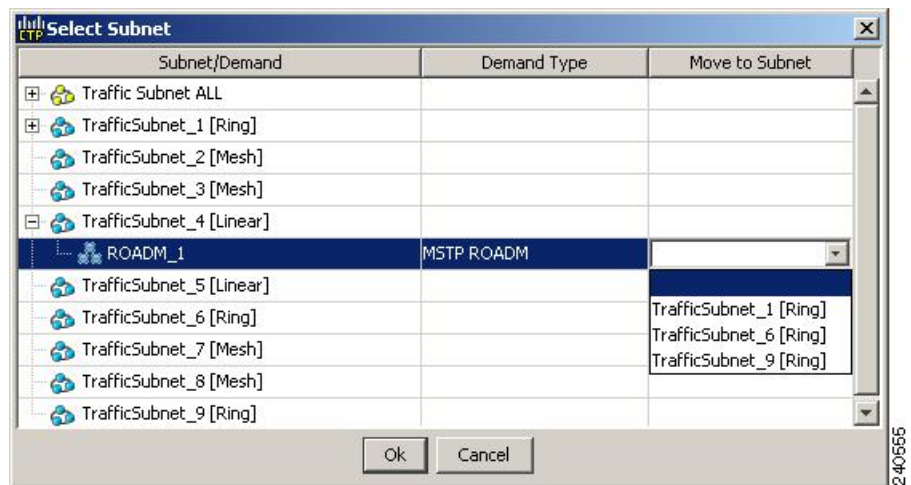 CTP Select Subnet
Subnet/Demand Demand Type Move to Subnet
Traffic Subnet ALL
TrafficSubnet_1 [Ring]
TrafficSubnet_2 [Mesh]
TrafficSubnet_3 [Mesh]
TrafficSubnet_4 [Linear]
ROADM_1 MSTP ROADM
TrafficSubnet_5 [Linear]
TrafficSubnet_6 [Ring] TrafficSubnet_1 [Ring]
TrafficSubnet_7 [Mesh] TrafficSubnet_6 [Ring]
TrafficSubnet_8 [Mesh] TrafficSubnet_9 [Ring]
TrafficSubnet_9 [Ring]
Ok Cancel
240555